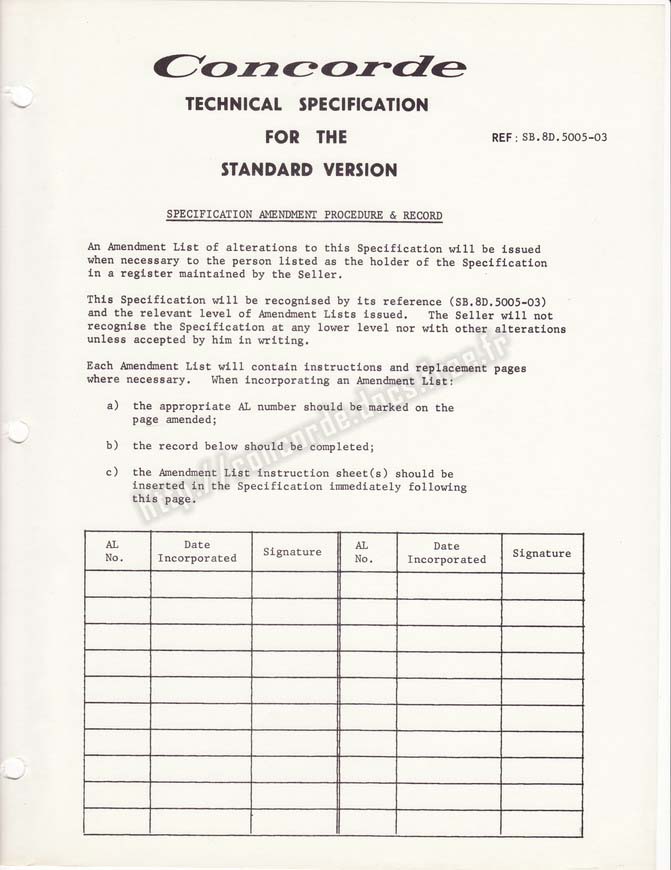 Concorde
TECHNICAL SPECIFICATION
FOR THE
REF: SB.8D.5005-03
STANDARD VERSION
SPECIFICATION AMENDMENT PROCEDURE & RECORD
An Amendment List of alterations to this Specification will be issued
when necessary to the person listed as the holder of the Specification
in a register maintained by the Seller.
This Specification will be recognised by its reference (SB.8D.5005-03)
and the relevant level of Amendment Lists issued. The Seller will not
recognise the Specification at any lower level nor with other alterations
unless accepted by him in writing.
Each Amendment List will contain instructions and replacement pages
where necessary. When incorporating an Amendment List:
a) the appropriate AL number should be marked on the
page amended;
b) the record below should be completed;
c) the Amendment List instruction sheet(s) should be
inserted in the Specification immediately following
this page.
http://concorde.docs.free.fr
AL No. Date Incorporated Signature AL No. Date Incorporated Signature